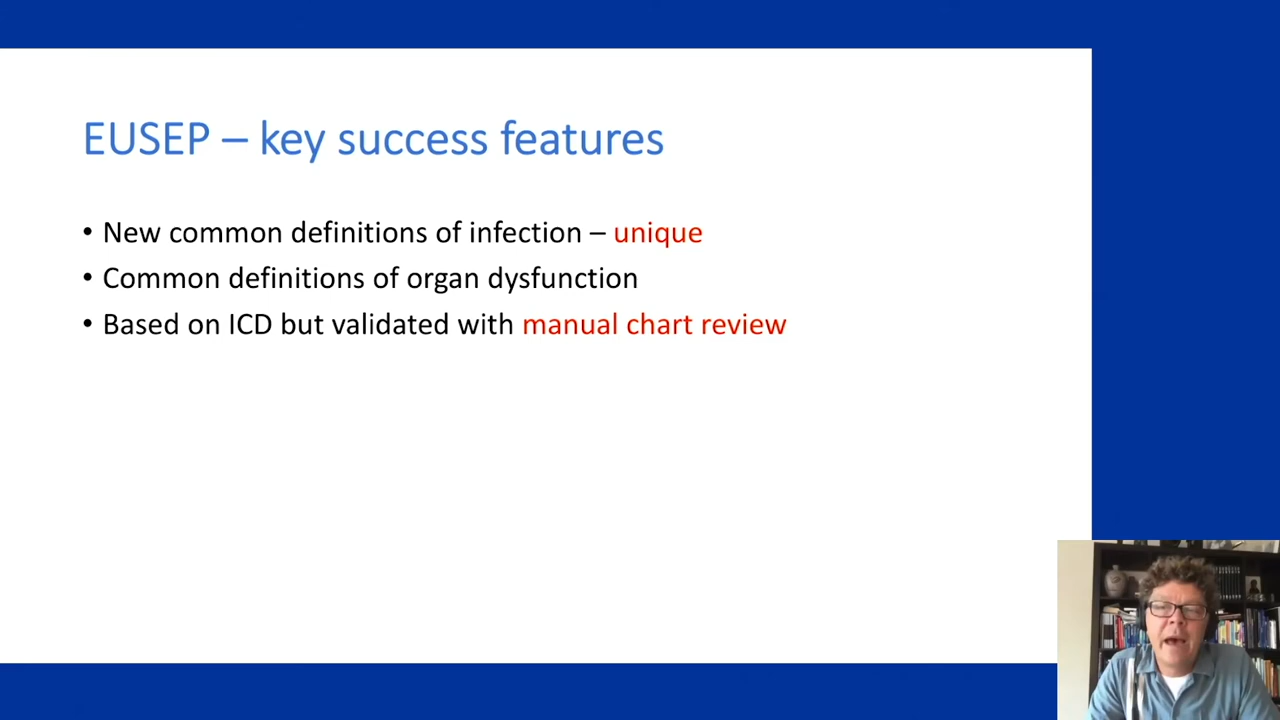 EUSEP – key success features
• New common definitions of infection – unique
• Common definitions of organ dysfunction
• Based on ICD but validated with manual chart review